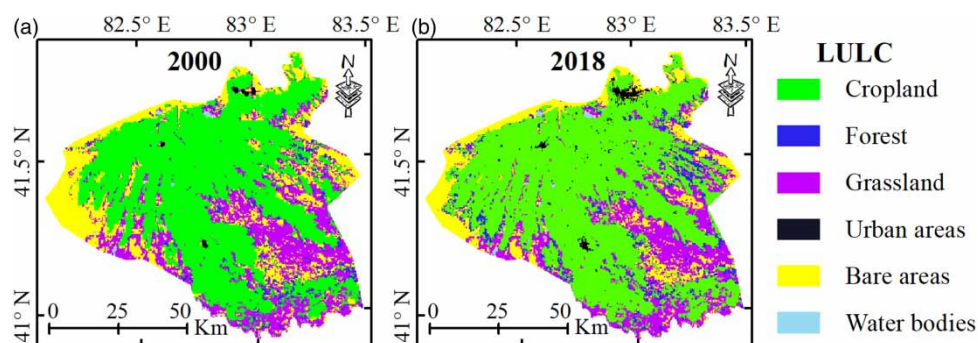 (a) 82.5° E 83° E 83.5° E
2000
N
41.5° N
41° N
0 25 50
Km
(b) 82.5° E 83° E 83.5° E
2018
N
41.5° N
41° N
0 25 50
Km
LULC
Cropland
Forest
Grassland
Urban areas
Bare areas
Water bodies